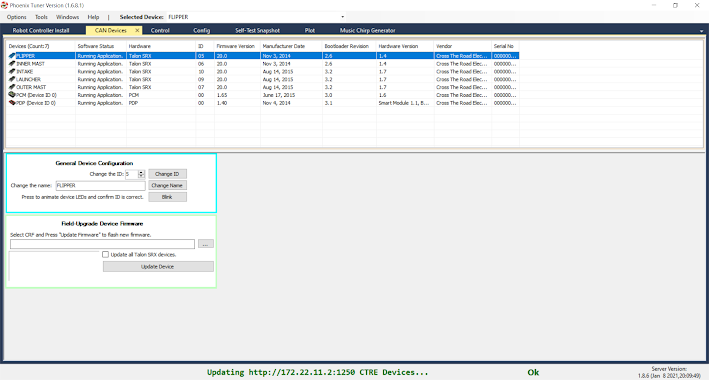 Phoenix Tuner Version (1.6.8.1)
Options Tools Windows Help | Selected Device: FLIPPER
Robot Controller Install CAN Devices Control Config Self-Test Snapshot Plot Music Chirp Generator
Devices (Count:7) Software Status Hardware ID Firmware Version Manufacturer Date Bootloader Revision Hardware Version Vendor Serial No
FLIPPER Running Application. Talon SRX 05 20.0 Nov 3, 2014 2.6 1.4 Cross The Road Elec... 000000...
INNER MAST Running Application. Talon SRX 06 20.0 Nov 3, 2014 2.6 1.4 Cross The Road Elec... 000000...
INTAKE Running Application. Talon SRX 10 20.0 Aug 14, 2015 3.2 1.7 Cross The Road Elec... 000000...
LAUNCHER Running Application. Talon SRX 09 20.0 Aug 14, 2015 3.2 1.7 Cross The Road Elec... 000000...
OUTER MAST Running Application. Talon SRX 07 20.0 Aug 14, 2015 3.2 1.7 Cross The Road Elec... 000000...
PCM (Device ID 0) Running Application. PCM 00 1.65 June 17, 2015 3.0 1.6 Cross The Road Elec... 000000...
PDP (Device ID 0) Running Application. PDP 00 1.40 Nov 4, 2014 3.1 Smart Module 1.1, B... Cross The Road Elec... 000000...
General Device Configuration
Change the ID: 5 Change ID
Change the name: FLIPPER Change Name
Press to animate device LEDs and confirm ID is correct. Blink
Field-Upgrade Device Firmware
Select CRF and Press "Update Firmware" to flash new firmware.
...
Update all Talon SRX devices.
Update Device
Updating http://172.22.11.2:1250 CTRE Devices... Ok
Server Version:
1.8.6 (Jan 8 2021,20:09:49)